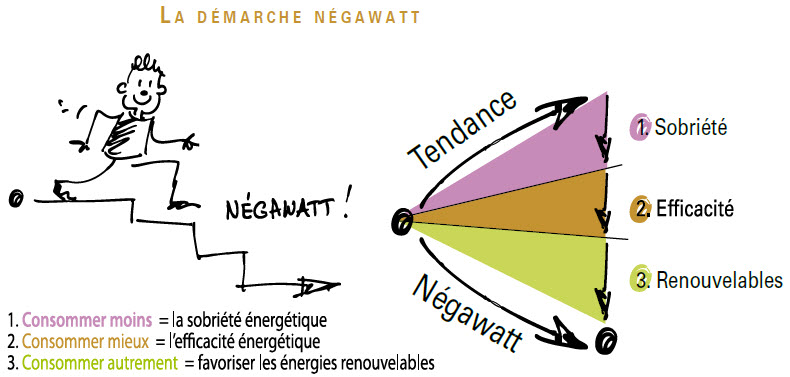 LA DÉMARCHE NÉGAWATT
NÉGAWATT !
1. Consommer moins = la sobriété énergétique
2. Consommer mieux = l'efficacité énergétique
3. Consommer autrement = favoriser les énergies renouvelables
Tendance
Négawatt
1. Sobriété
2. Efficacité
3. Renouvelables